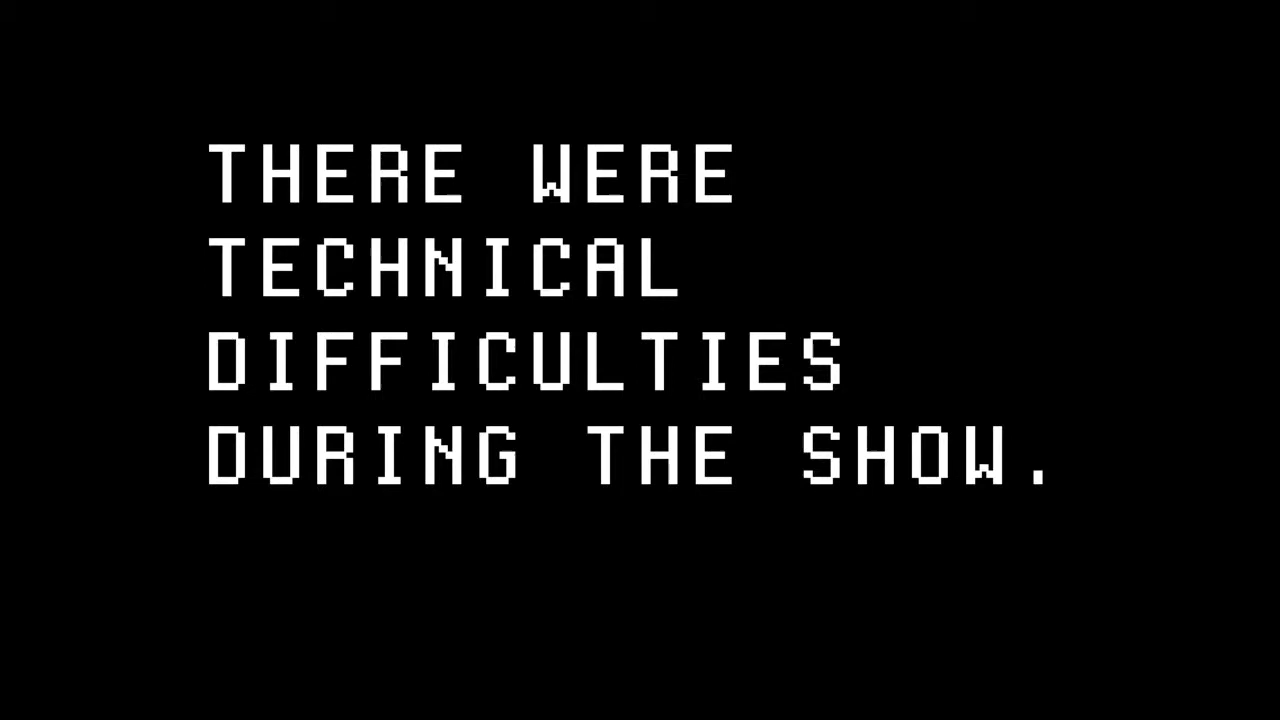 THERE WERE
TECHNICAL
DIFFICULTIES
DURING THE SHOW.